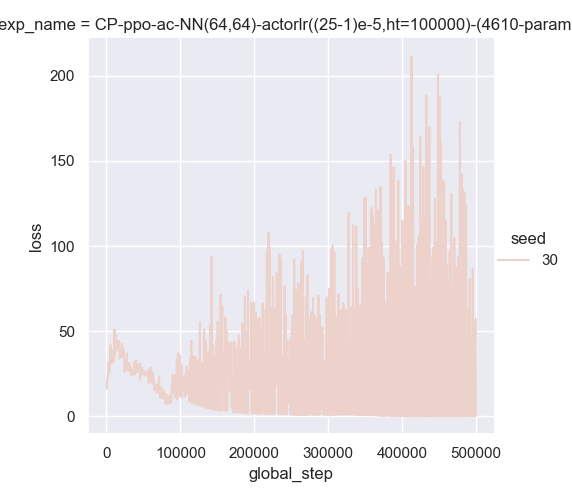 exp_name = CP-ppo-ac-NN(64,64)-actorlr((25-1)e-5,ht=100000)-(4610-param
200
150
100
50
0
loss
seed
30
0 100000 200000 300000 400000 500000
global_step